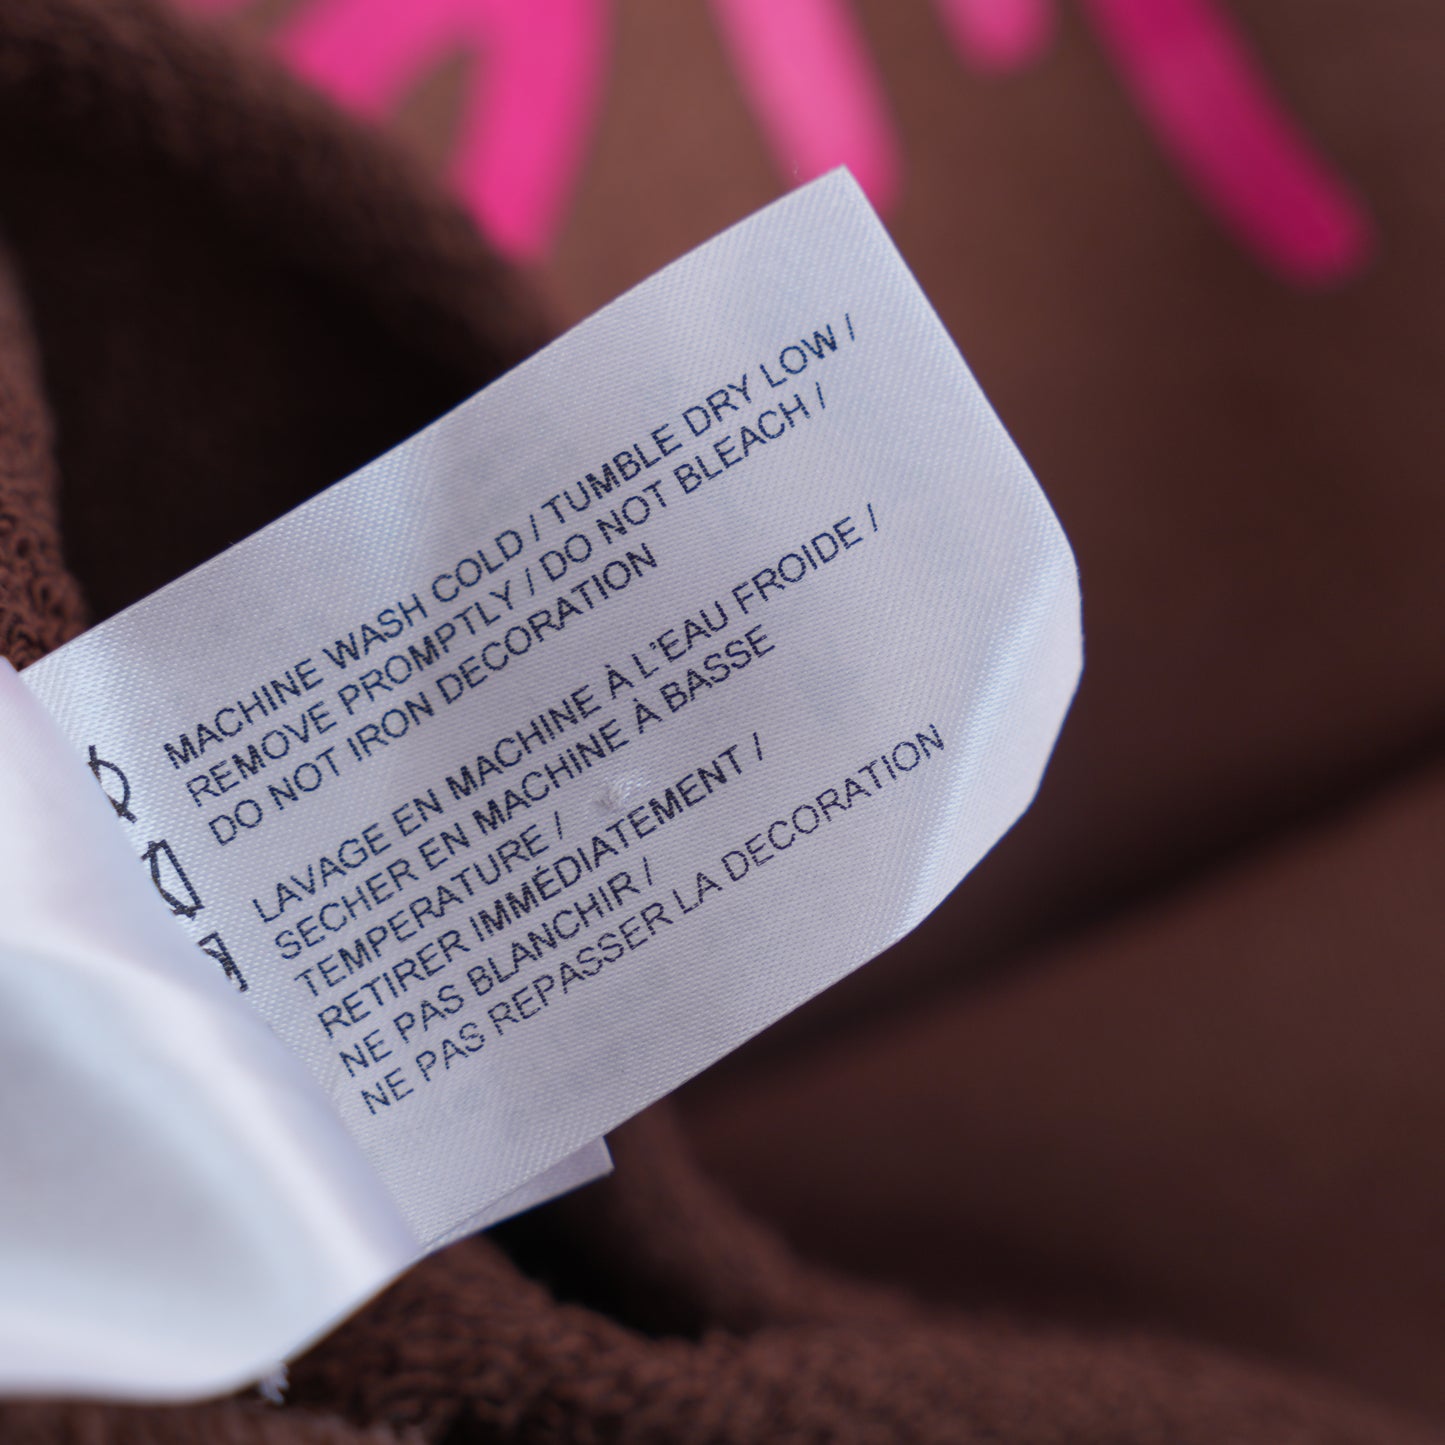 MACHINE WASH COLD / TUMBLE DRY LOW /
REMOVE PROMPTLY / DO NOT BLEACH /
DO NOT IRON DECORATION
LAVAGE EN MACHINE À L'EAU FROIDE /
SECHER EN MACHINE À BASSE
TEMPERATURE /
RETIRER IMMÉDIATEMENT /
NE PAS BLANCHIR /
NE PAS REPASSER LA DECORATION